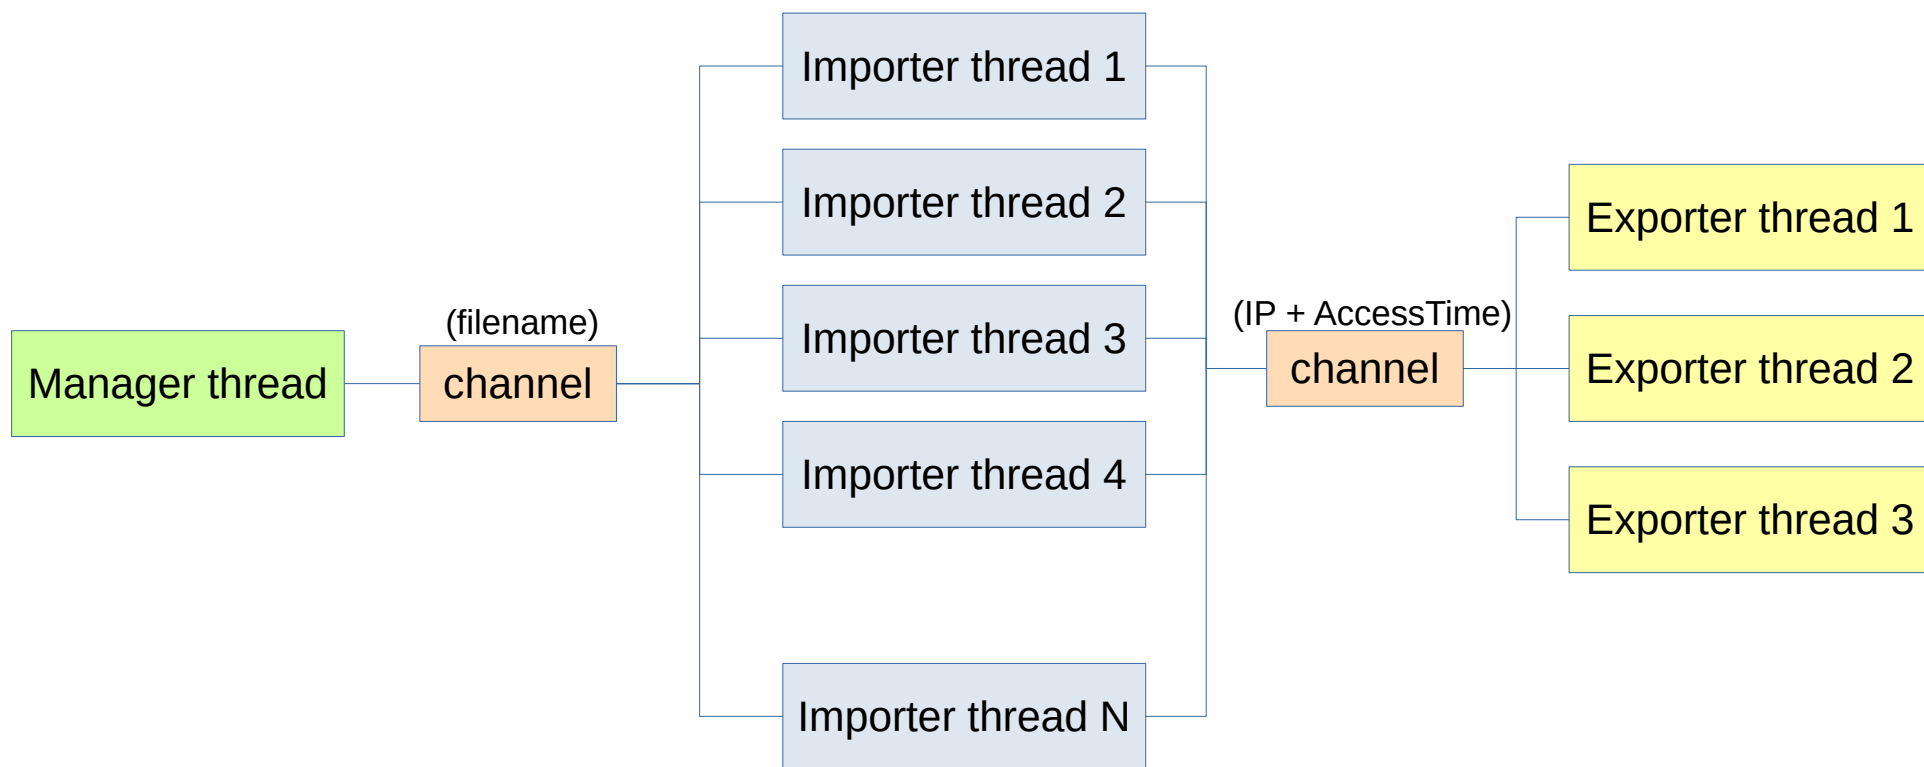 Manager thread
(filename)
channel
Importer thread 1
Importer thread 2
Importer thread 3
Importer thread 4
Importer thread N
(IP + AccessTime)
channel
Exporter thread 1
Exporter thread 2
Exporter thread 3